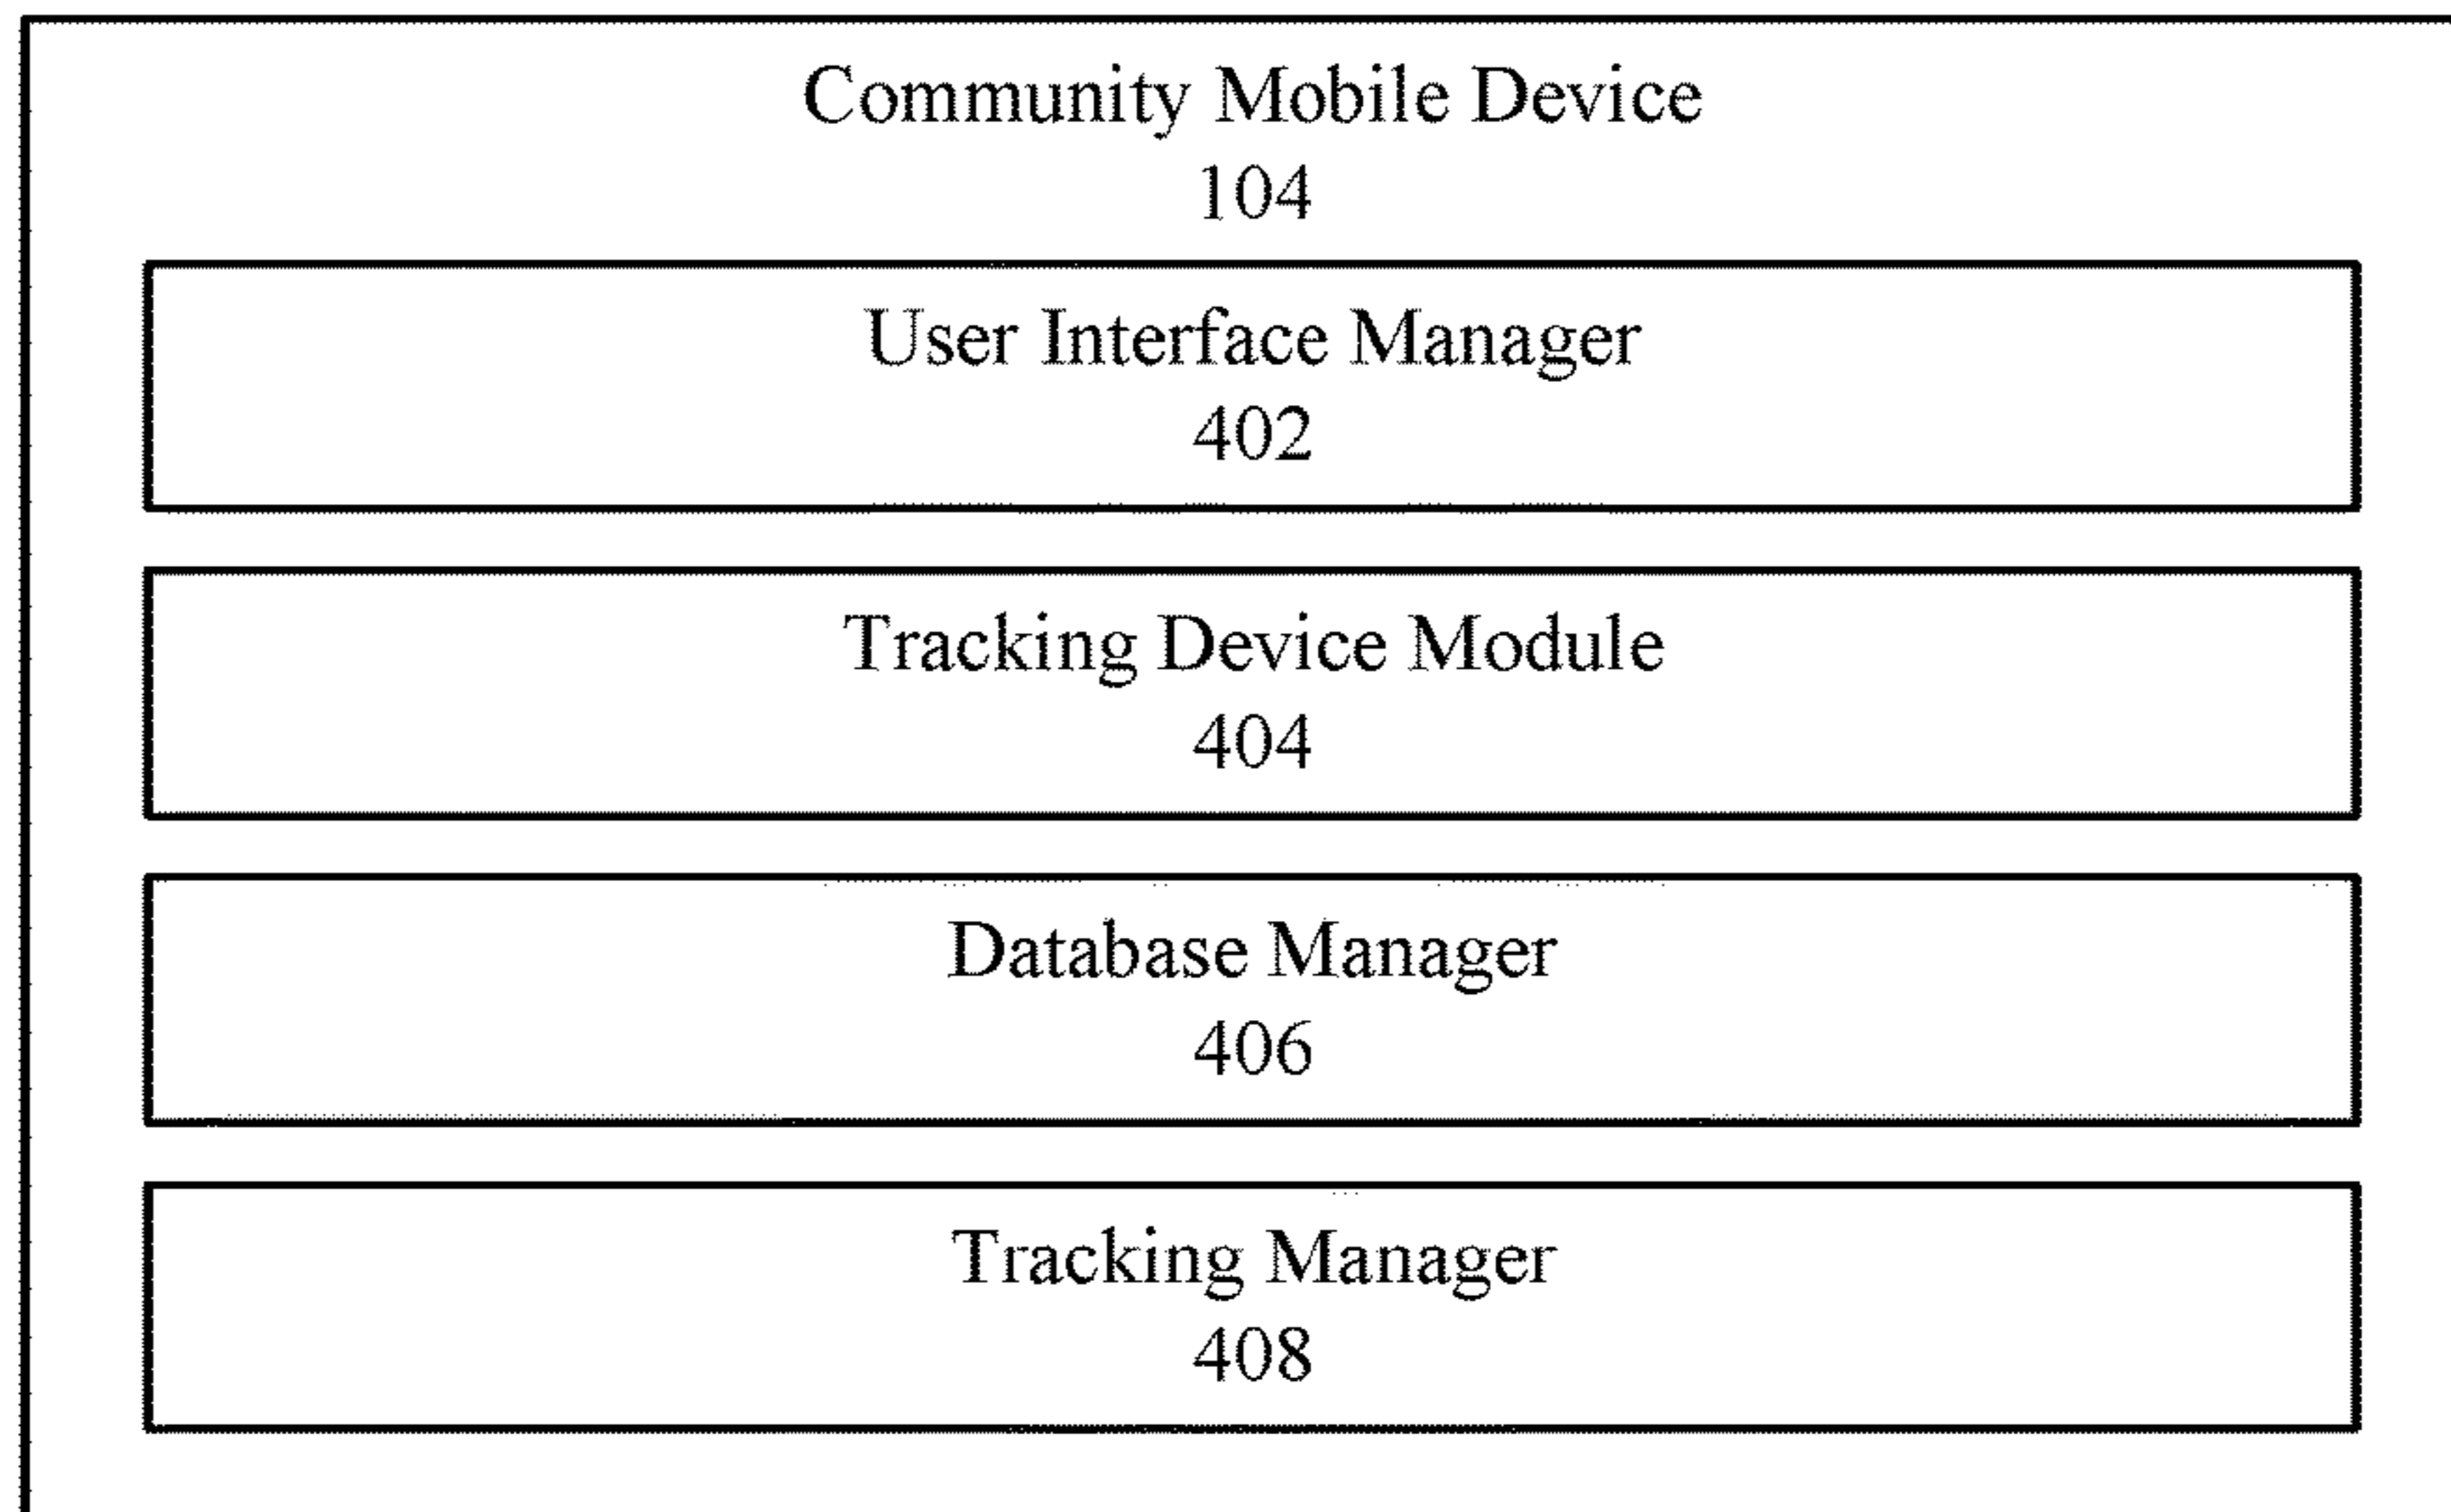 Community Mobile Device
104
User Interface Manager
402
Tracking Device Module
404
Database Manager
406
Tracking Manager
408